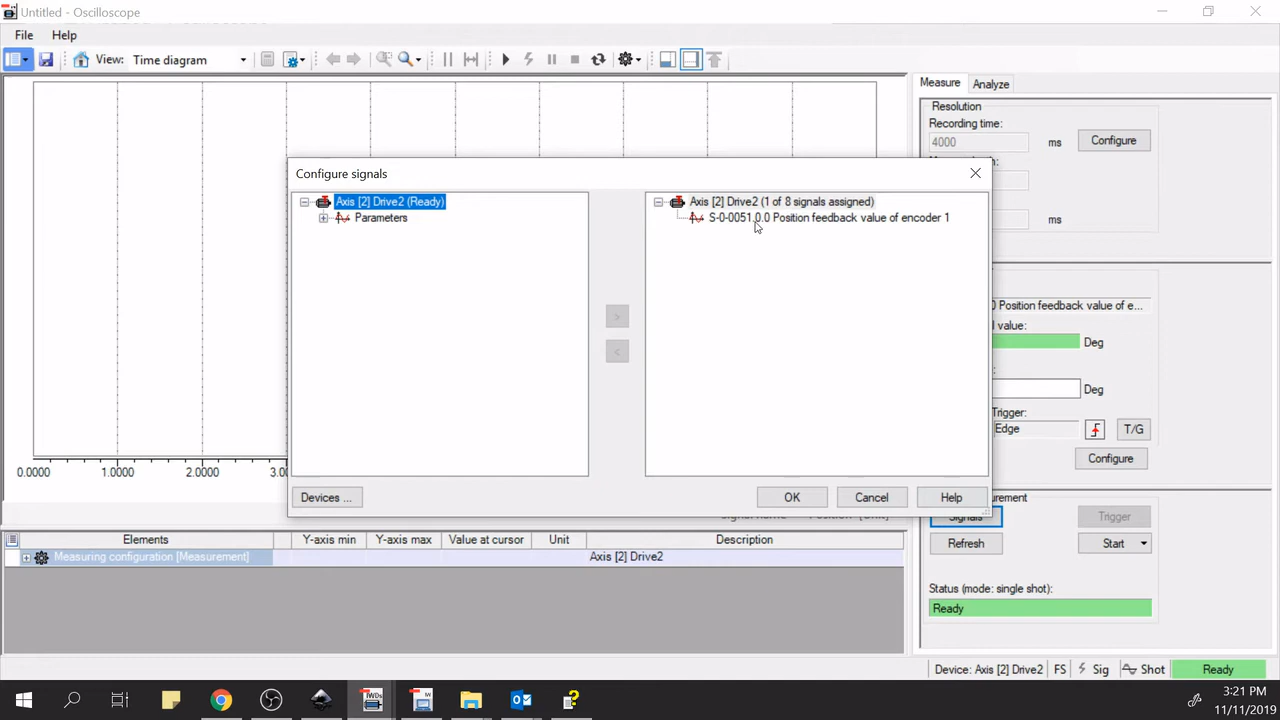 Untitled - Oscilloscope
File Help
View: Time diagram
Measure Analyze
Resolution
Recording time:
4000 ms Configure
ms
Configure signals
Axis [2] Drive2 (Ready)
Parameters
Axis [2] Drive2 (1 of 8 signals assigned)
S-0-0051.0.0 Position feedback value of encoder 1
0 Position feedback value of e...
l value:
Deg
Deg
Trigger:
Edge T/G
Configure
0.0000 1.0000 2.0000
Devices ... OK Cancel Help
Signals Trigger
Refresh Start
Elements Y-axis min Y-axis max Value at cursor Unit Description
Measuring configuration [Measurement] Axis [2] Drive2
Status (mode: single shot):
Ready
Device: Axis [2] Drive2 FS Sig Shot Ready
IWDs IW
3:21 PM
11/11/2019